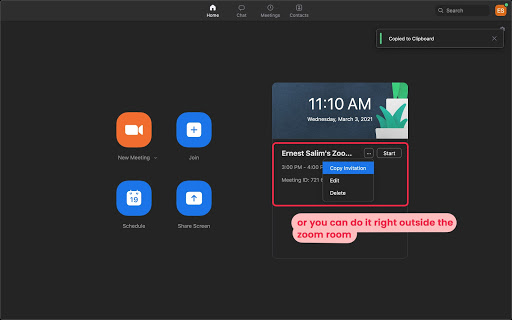 Home
Chat
Meetings
Contacts
Search
ES
Copied to Clipboard
11:10 AM
Wednesday, March 3, 2021
New Meeting
Join
19
Schedule
Share Screen
Ernest Salim's Zoo...
Start
3:00 PM - 4:00 P
Meeting ID: 721
Copy Invitation
Edit
Delete
or you can do it right outside the
zoom room